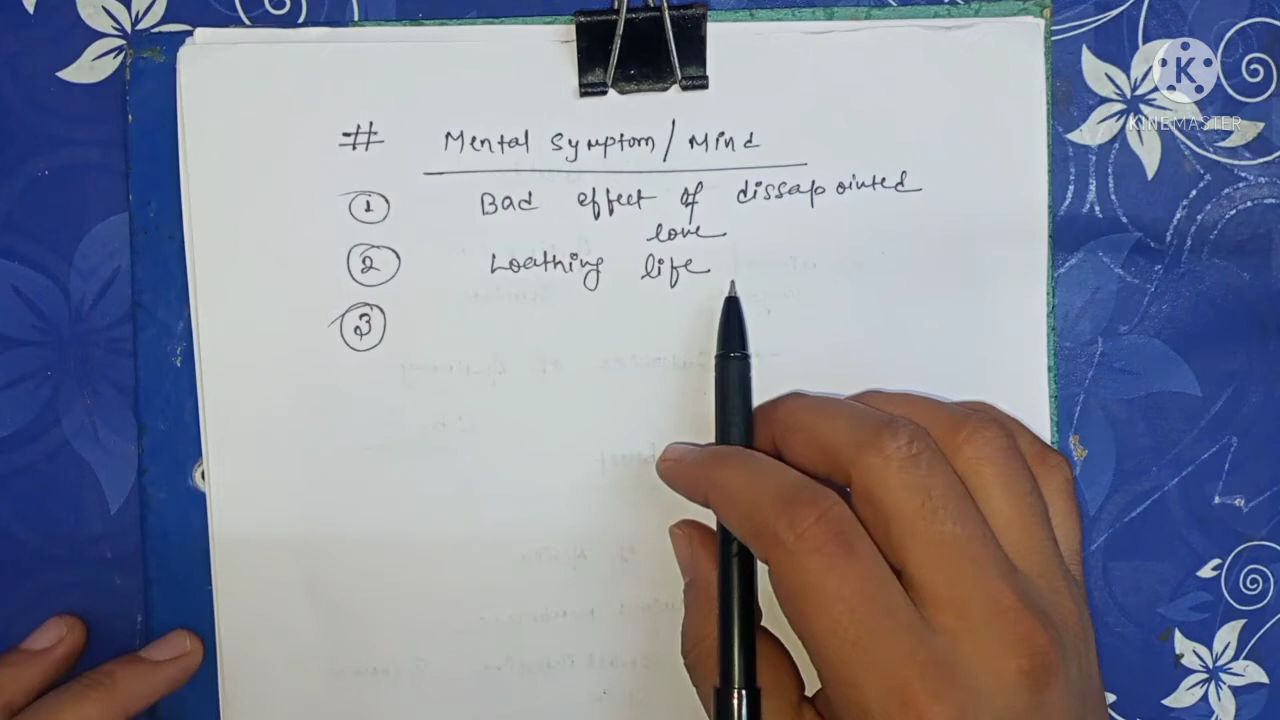 K
KINEMASTER
# Mental Symptom / Mind
1 Bad effect of dissapointed
love
2 Loathing life
3